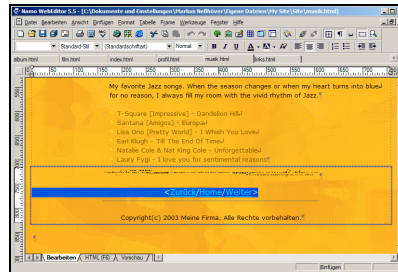 Namo WebEditor 5.5 - [C:\Dokumente und Einstellungen\Markus Neßhöver\Eigene Dateien\My Site\Site\musik.html]
Datei Bearbeiten Ansicht Einfügen Format Tabelle Frame Werkzeuge Fenster Hilfe
Standard-Stil (Standardschriftart) Normal B I U
album.html film.html index.html profil.html musik.html links.html
My favorite Jazz songs. When the season changes or when my heart turns into blue↵
for no reason, I always fill my room with the vivid rhythm of Jazz.¶
T-Square [Impressive] - Dandelion Hill↵
Santana [Amigos] - Europa↵
Lisa Ono [Pretty World] - I Whish You Love↵
Earl Klugh - Till The End Of Time↵
Natalie Cole & Nat King Cole - Unforgettable↵
Laury Fygi - I love you for sentimental reasons¶
<Zurück/Home/Weiter>
Copyright(c) 2003 Meine Firma. Alle Rechte vorbehalten.¶
Bearbeiten HTML (F6) Vorschau
Einfügen